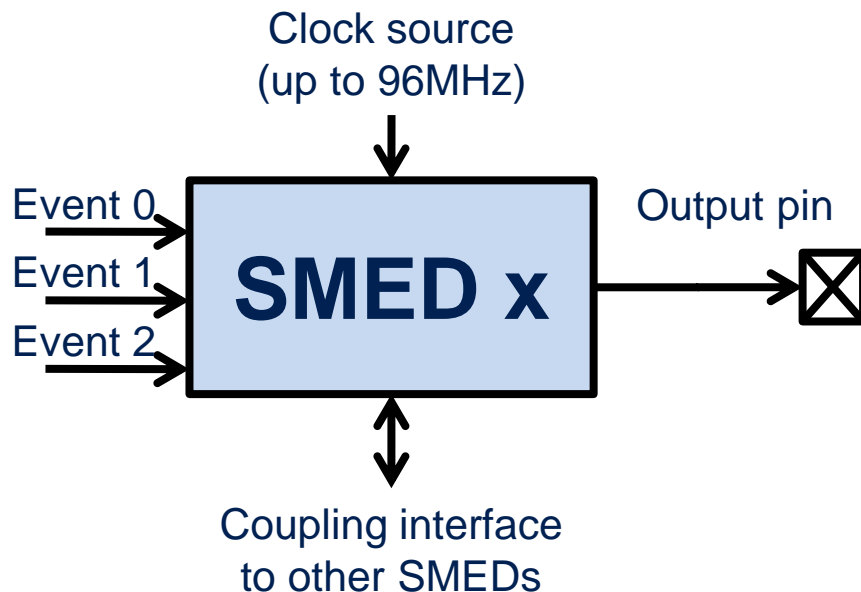 Clock source
(up to 96MHz)
Event 0
Event 1
Event 2
SMED x
Output pin
Coupling interface
to other SMEDs